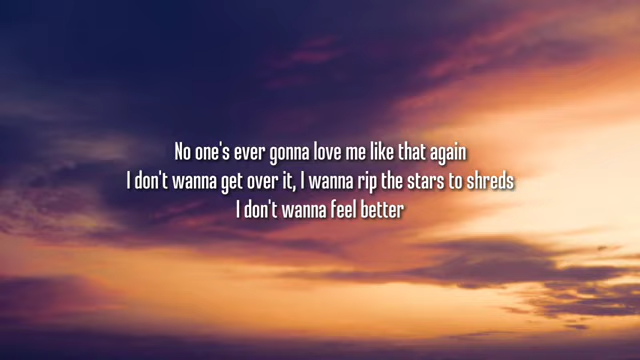 No one's ever gonna love me like that again
I don't wanna get over it, I wanna rip the stars to shreds
I don't wanna feel better